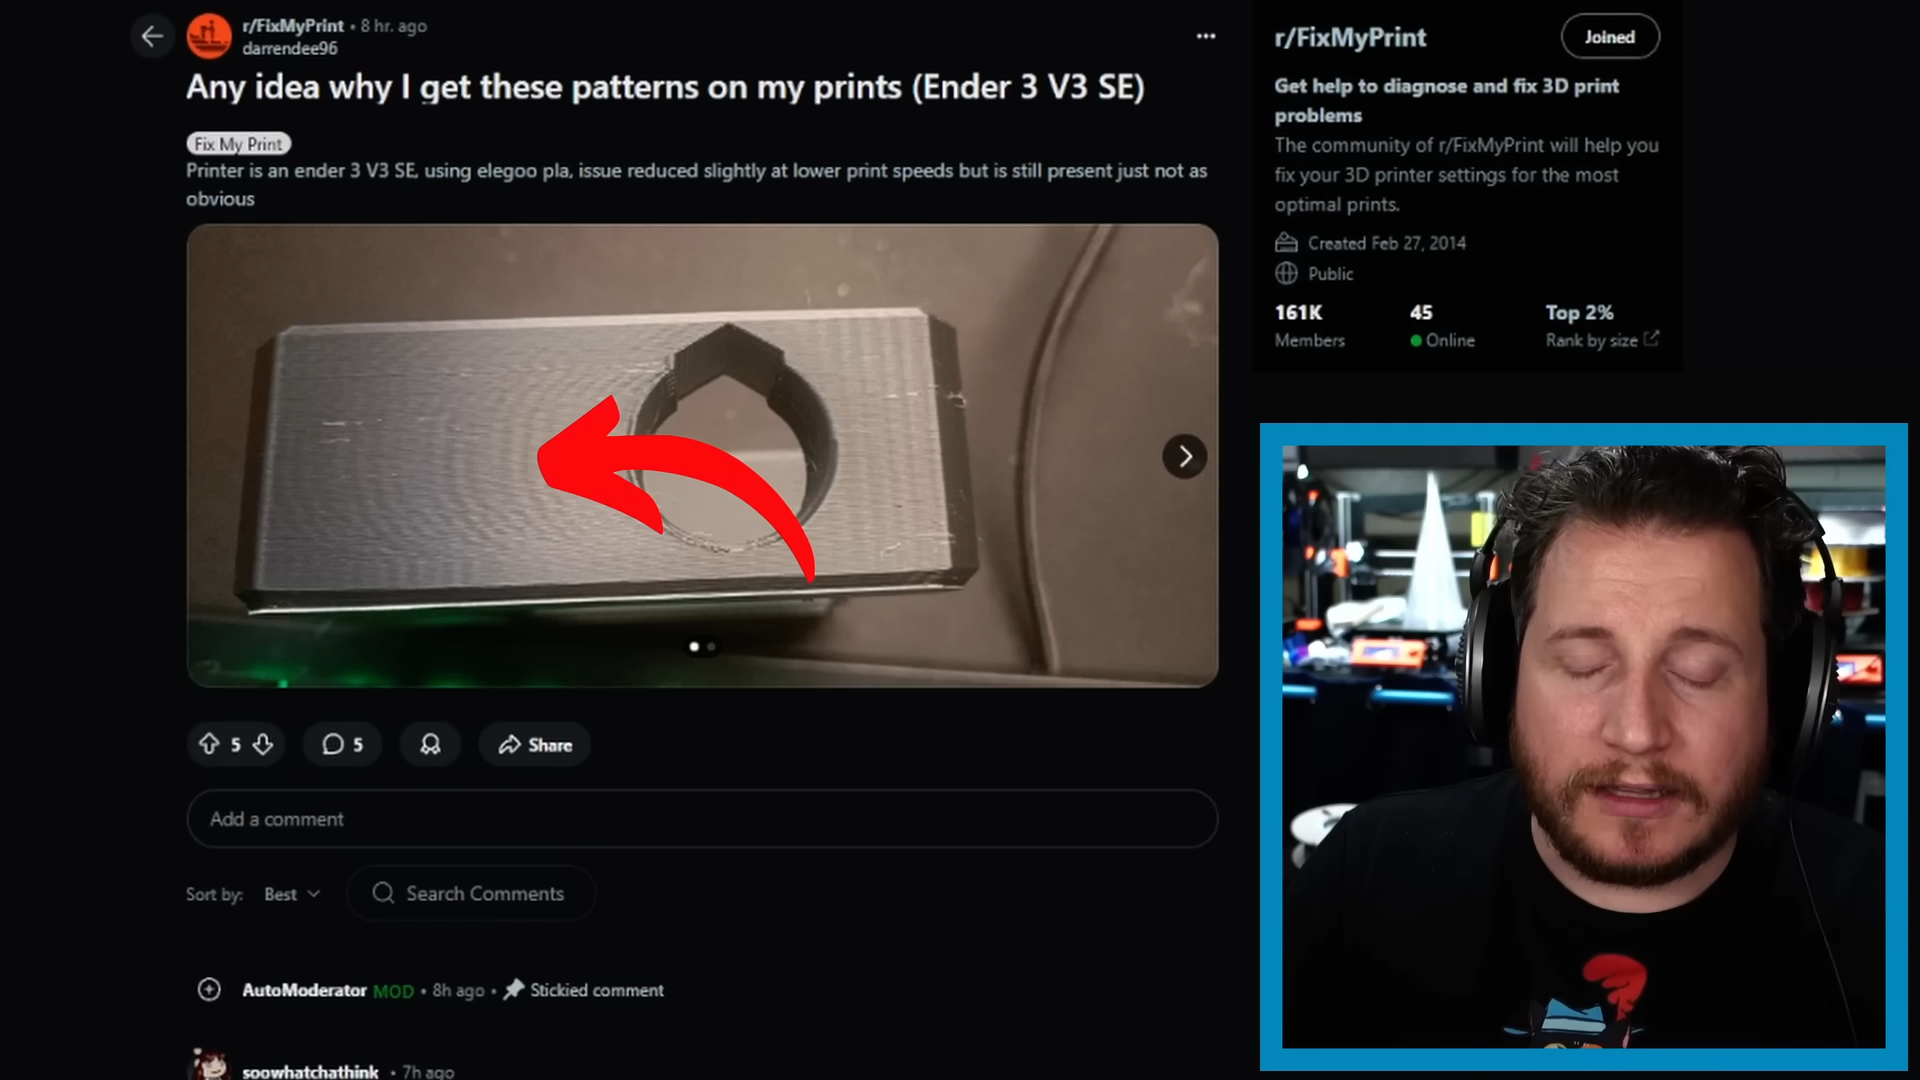 r/FixMyPrint • 8 hr. ago
darrendee96
Any idea why I get these patterns on my prints (Ender 3 V3 SE)
Fix My Print
Printer is an ender 3 V3 SE, using elegoo pla, issue reduced slightly at lower print speeds but is still present just not as
obvious
5
5
Share
Add a comment
Sort by: Best
Search Comments
AutoModerator MOD • 8h ago • Stickied comment
soowhatchathink • 7h ago
r/FixMyPrint
Joined
Get help to diagnose and fix 3D print
problems
The community of r/FixMyPrint will help you
fix your 3D printer settings for the most
optimal prints.
Created Feb 27, 2014
Public
161K 45 Top 2%
Members Online Rank by size